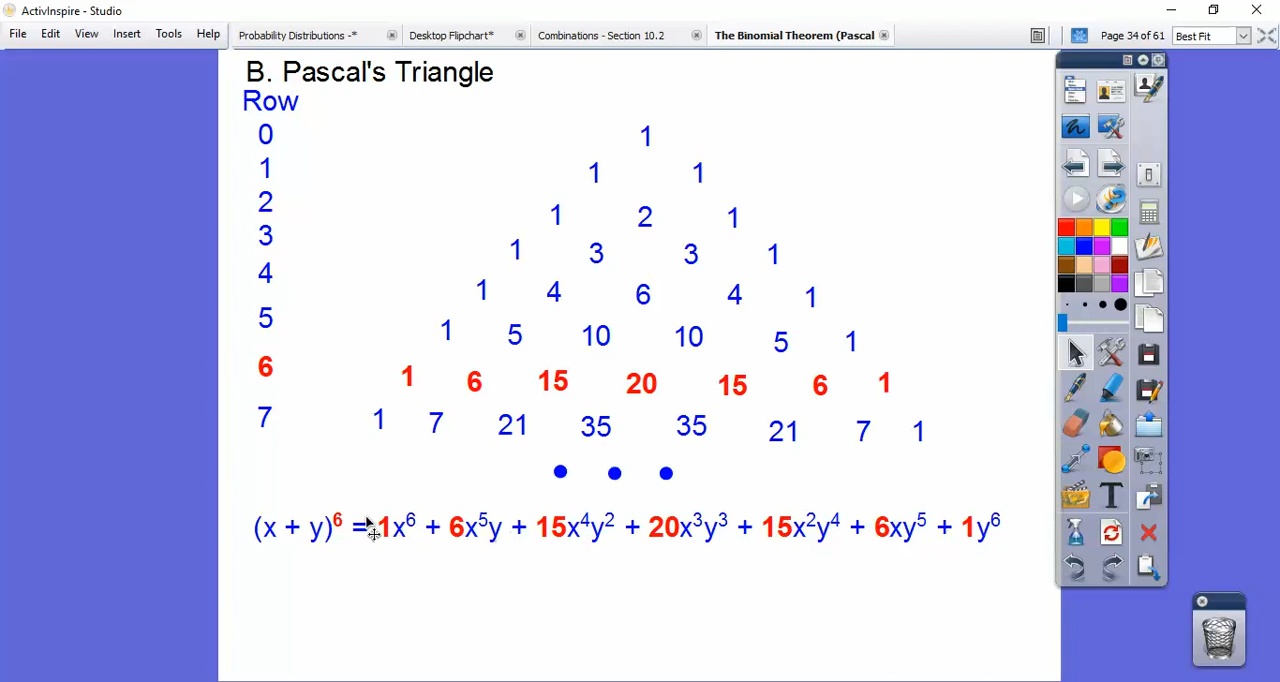 ActivInspire - Studio
File Edit View Insert Tools Help
Probability Distributions -* Desktop Flipchart* Combinations - Section 10.2 The Binomial Theorem (Pascal Page 34 of 61 Best Fit
B. Pascal's Triangle
Row
0 1
1 1 1
2 1 2 1
3 1 3 3 1
4 1 4 6 4 1
5 1 5 10 10 5 1
6 1 6 15 20 15 6 1
7 1 7 21 35 35 21 7 1
(x + y)⁶ = 1x⁶ + 6x⁵y + 15x⁴y² + 20x³y³ + 15x²y⁴ + 6xy⁵ + 1y⁶